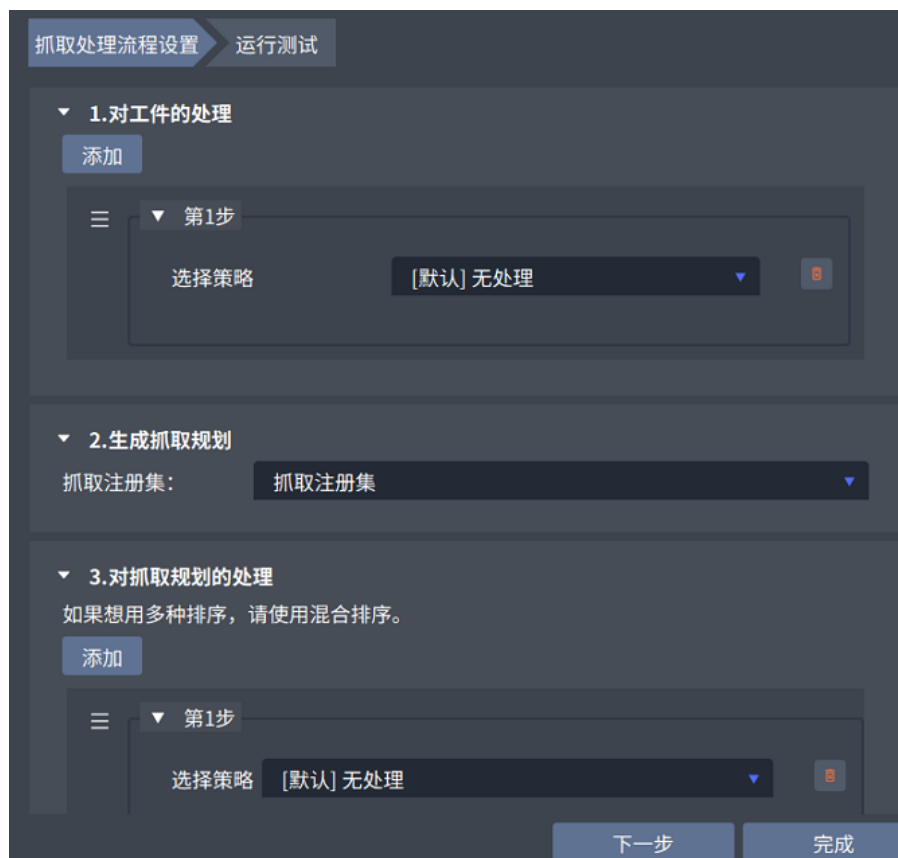 抓取处理流程设置 运行测试
1.对工件的处理
添加
第1步
选择策略 [默认] 无处理
2.生成抓取规划
抓取注册集： 抓取注册集
3.对抓取规划的处理
如果想用多种排序，请使用混合排序。
添加
第1步
选择策略 [默认] 无处理
下一步 完成